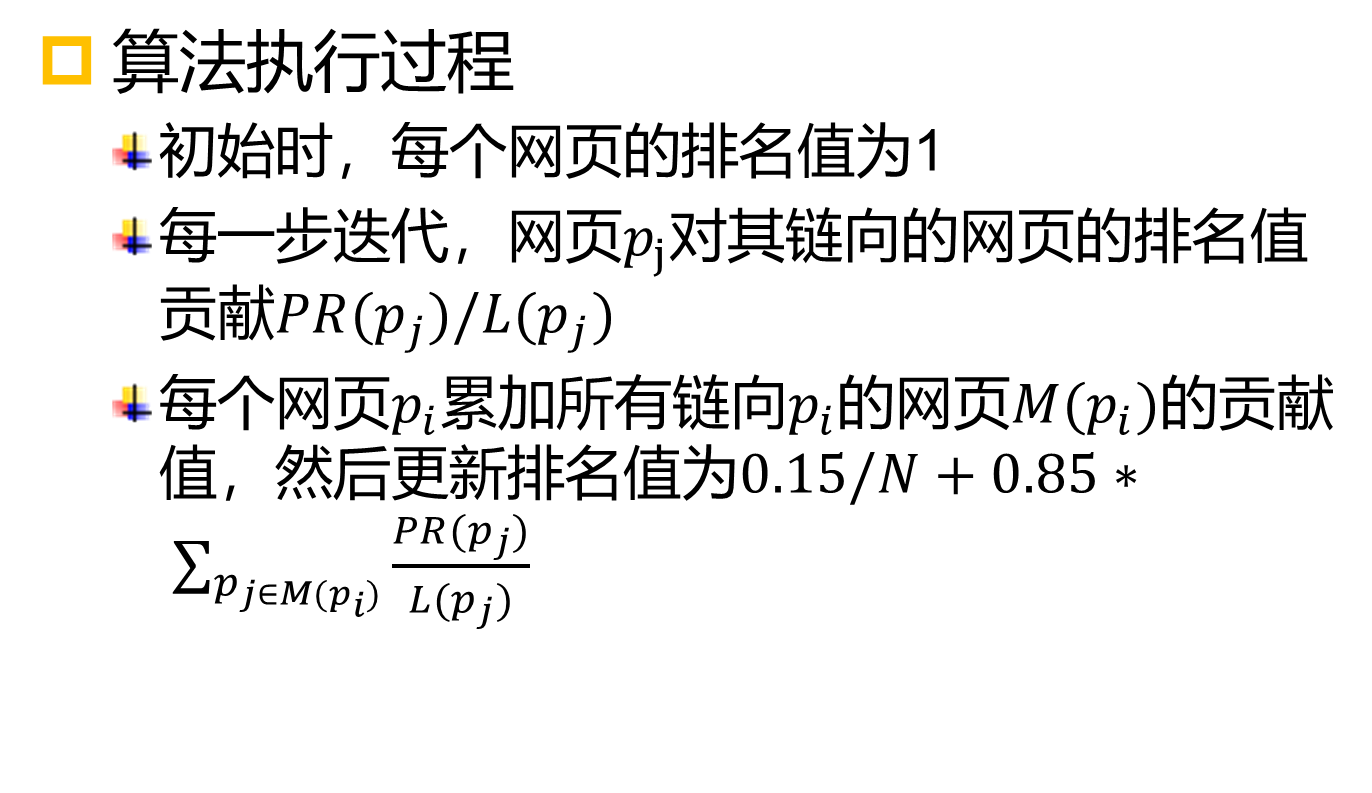 算法执行过程
初始时，每个网页的排名值为1
每一步迭代，网页pj对其链向的网页的排名值
贡献PR(pj)/L(pj)
每个网页pi累加所有链向pi的网页M(pi)的贡献
值，然后更新排名值为0.15/N + 0.85 *
∑pj∈M(pi) PR(pj)/L(pj)